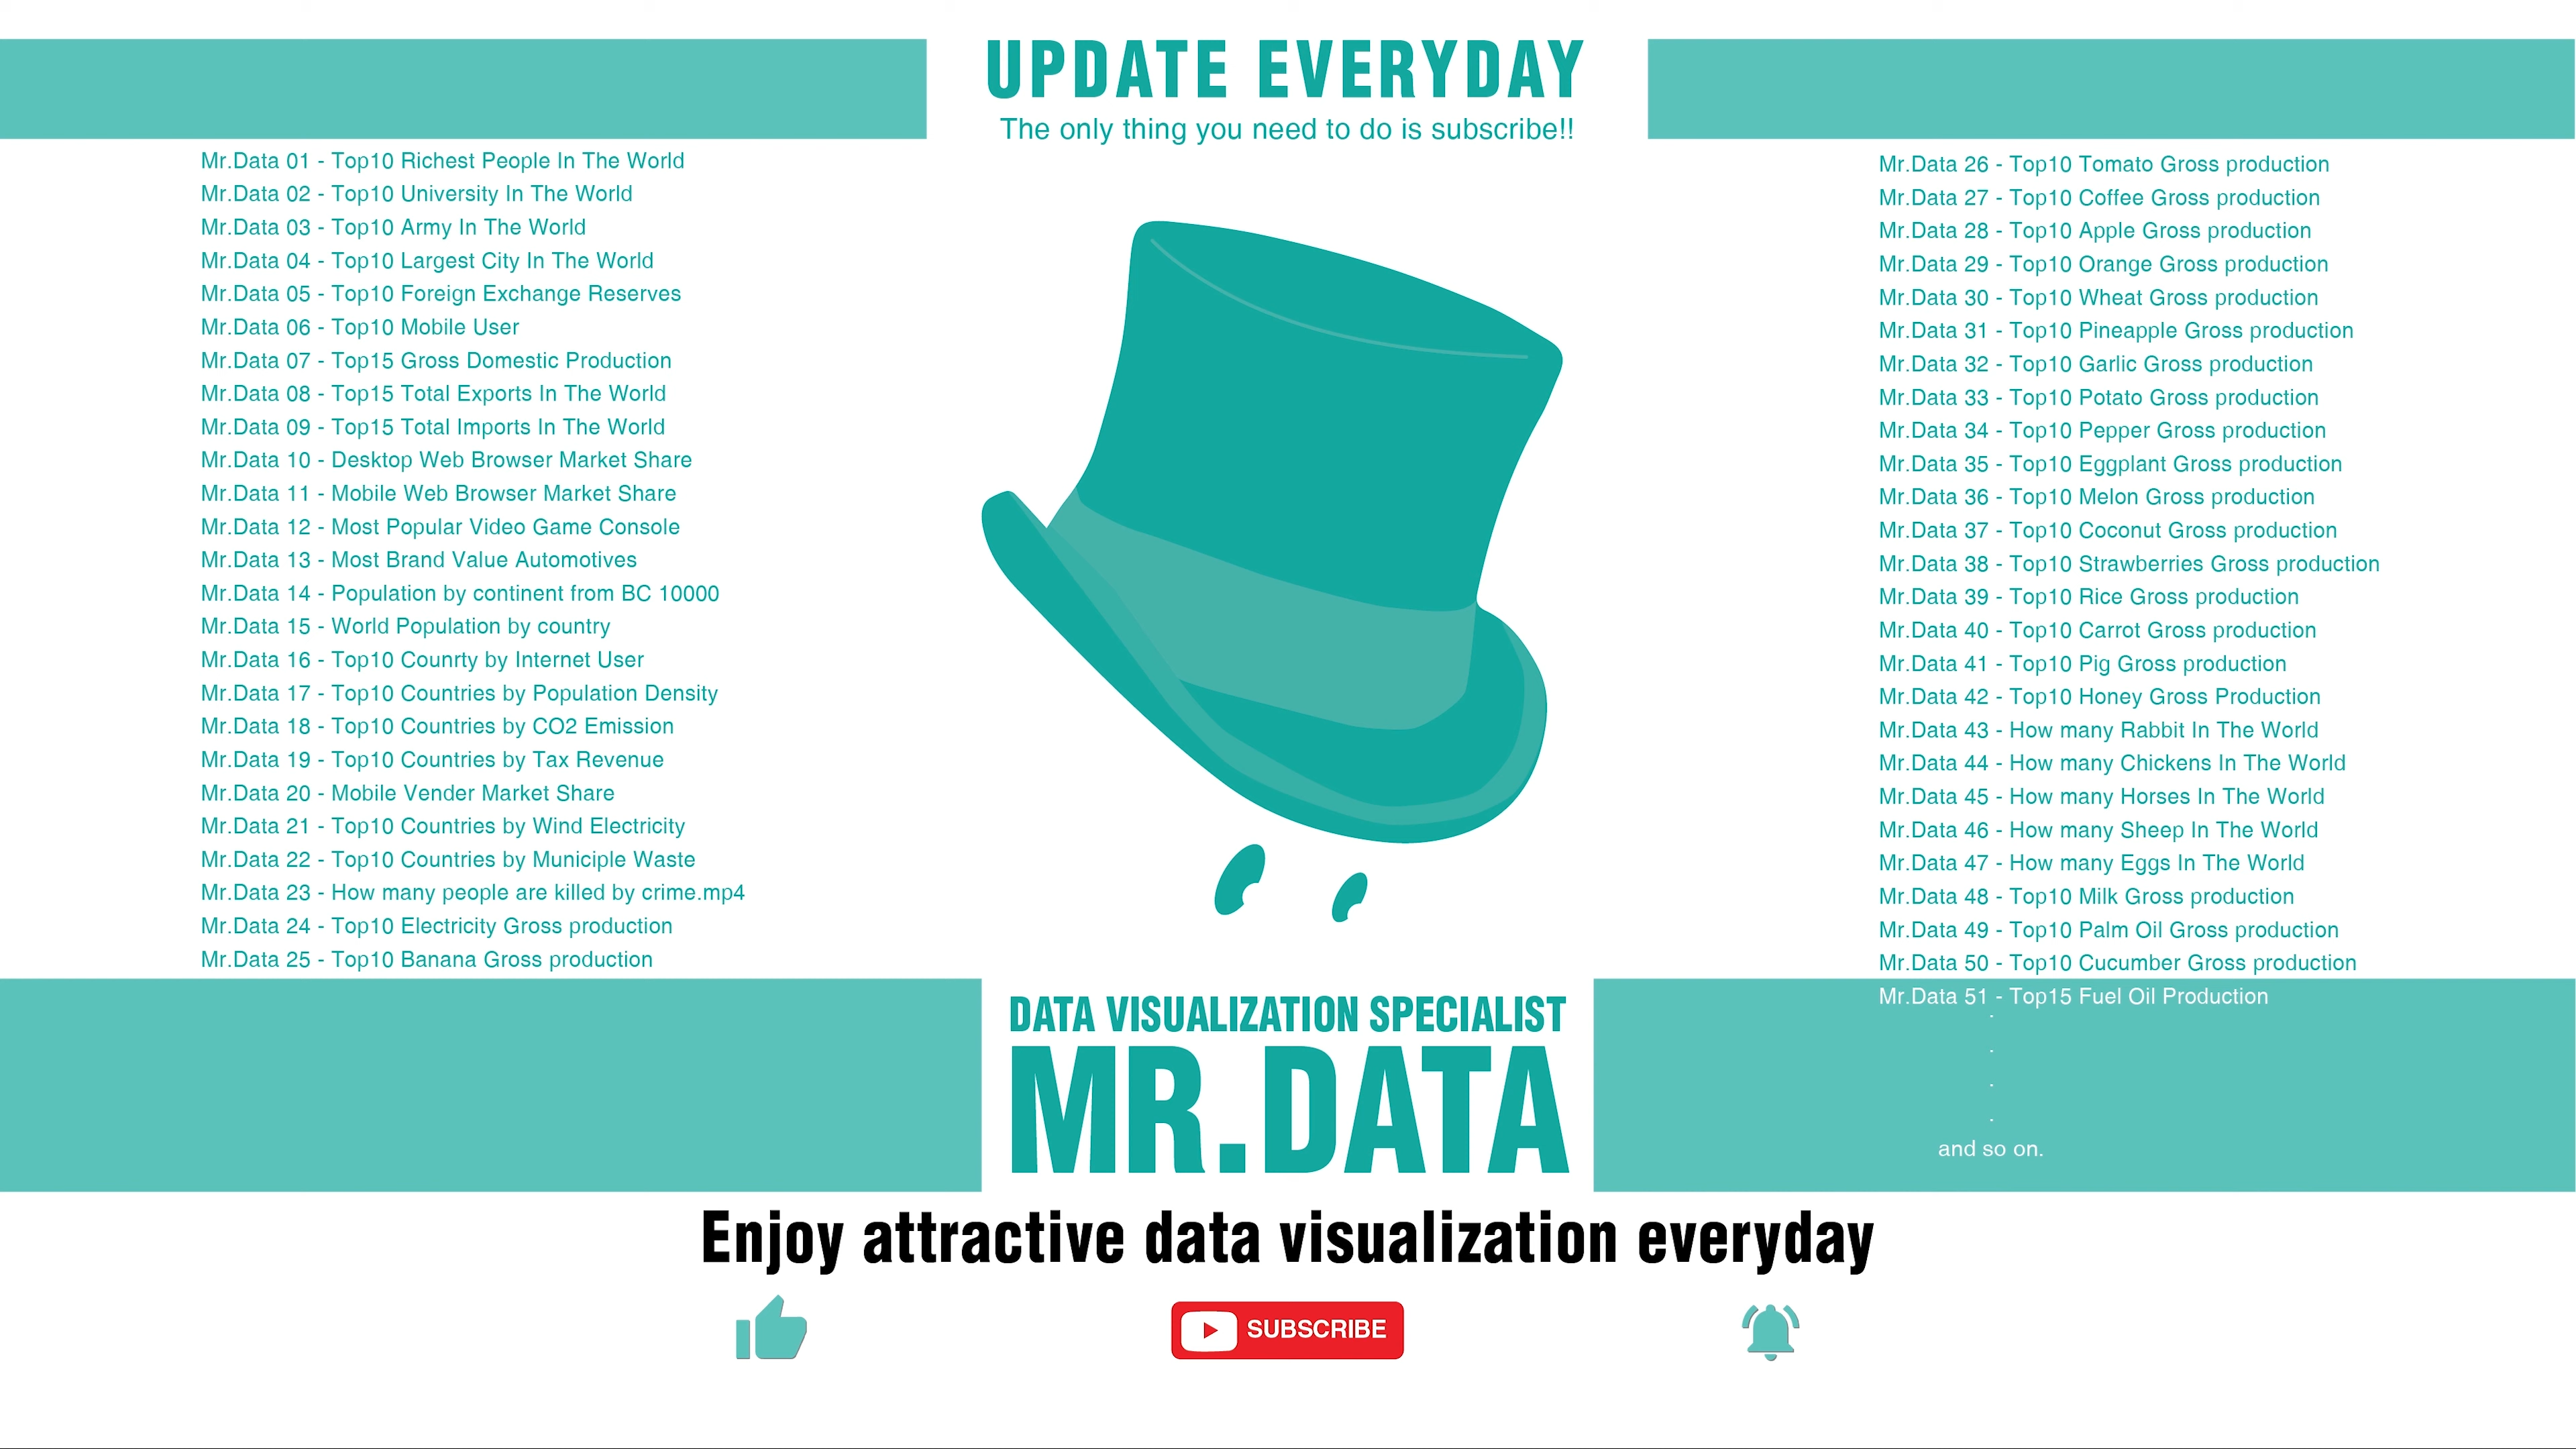 UPDATE EVERYDAY
The only thing you need to do is subscribe!!
Mr.Data 01 - Top10 Richest People In The World
Mr.Data 02 - Top10 University In The World
Mr.Data 03 - Top10 Army In The World
Mr.Data 04 - Top10 Largest City In The World
Mr.Data 05 - Top10 Foreign Exchange Reserves
Mr.Data 06 - Top10 Mobile User
Mr.Data 07 - Top15 Gross Domestic Production
Mr.Data 08 - Top15 Total Exports In The World
Mr.Data 09 - Top15 Total Imports In The World
Mr.Data 10 - Desktop Web Browser Market Share
Mr.Data 11 - Mobile Web Browser Market Share
Mr.Data 12 - Most Popular Video Game Console
Mr.Data 13 - Most Brand Value Automotives
Mr.Data 14 - Population by continent from BC 10000
Mr.Data 15 - World Population by country
Mr.Data 16 - Top10 Counrty by Internet User
Mr.Data 17 - Top10 Countries by Population Density
Mr.Data 18 - Top10 Countries by CO2 Emission
Mr.Data 19 - Top10 Countries by Tax Revenue
Mr.Data 20 - Mobile Vender Market Share
Mr.Data 21 - Top10 Countries by Wind Electricity
Mr.Data 22 - Top10 Countries by Municiple Waste
Mr.Data 23 - How many people are killed by crime.mp4
Mr.Data 24 - Top10 Electricity Gross production
Mr.Data 25 - Top10 Banana Gross production
Mr.Data 26 - Top10 Tomato Gross production
Mr.Data 27 - Top10 Coffee Gross production
Mr.Data 28 - Top10 Apple Gross production
Mr.Data 29 - Top10 Orange Gross production
Mr.Data 30 - Top10 Wheat Gross production
Mr.Data 31 - Top10 Pineapple Gross production
Mr.Data 32 - Top10 Garlic Gross production
Mr.Data 33 - Top10 Potato Gross production
Mr.Data 34 - Top10 Pepper Gross production
Mr.Data 35 - Top10 Eggplant Gross production
Mr.Data 36 - Top10 Melon Gross production
Mr.Data 37 - Top10 Coconut Gross production
Mr.Data 38 - Top10 Strawberries Gross production
Mr.Data 39 - Top10 Rice Gross production
Mr.Data 40 - Top10 Carrot Gross production
Mr.Data 41 - Top10 Pig Gross production
Mr.Data 42 - Top10 Honey Gross Production
Mr.Data 43 - How many Rabbit In The World
Mr.Data 44 - How many Chickens In The World
Mr.Data 45 - How many Horses In The World
Mr.Data 46 - How many Sheep In The World
Mr.Data 47 - How many Eggs In The World
Mr.Data 48 - Top10 Milk Gross production
Mr.Data 49 - Top10 Palm Oil Gross production
Mr.Data 50 - Top10 Cucumber Gross production
Mr.Data 51 - Top15 Fuel Oil Production
.
.
.
.
and so on.
DATA VISUALIZATION SPECIALIST
MR.DATA
Enjoy attractive data visualization everyday
SUBSCRIBE